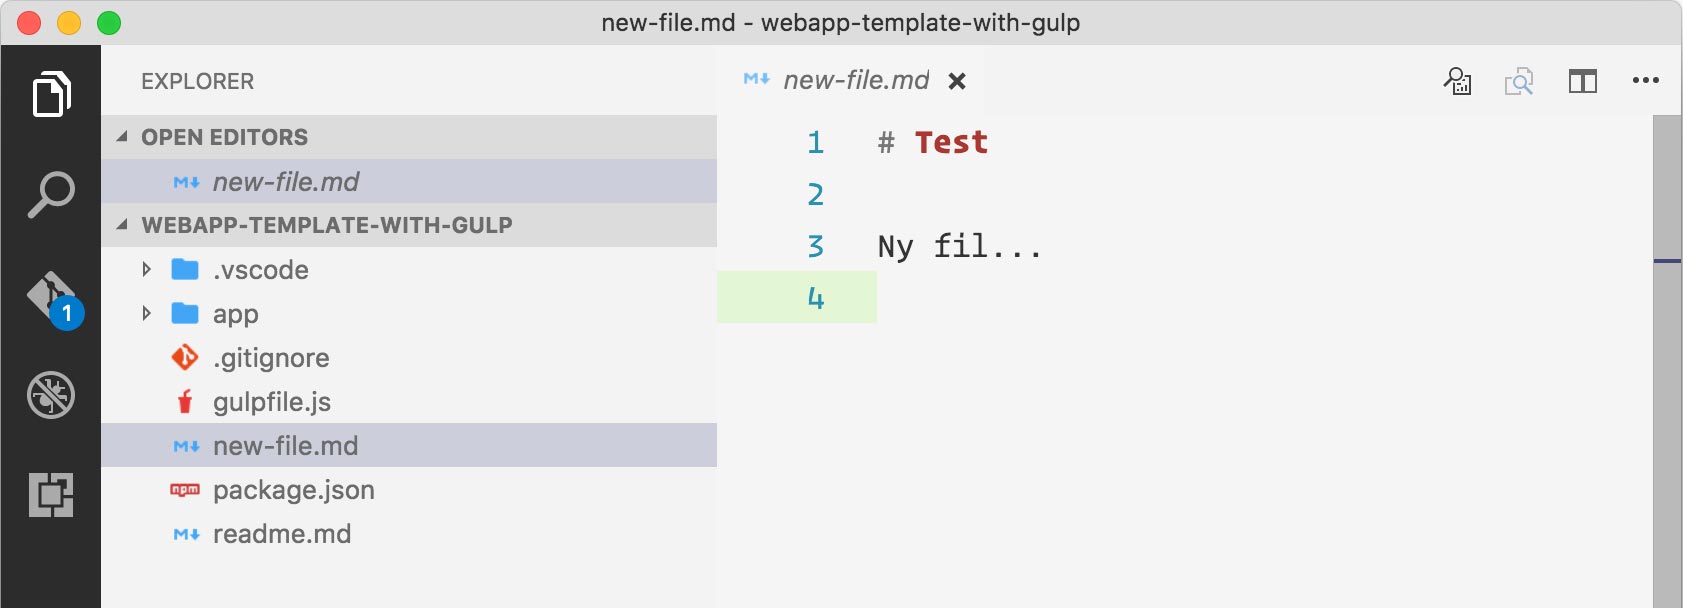 new-file.md - webapp-template-with-gulp
EXPLORER
OPEN EDITORS
new-file.md
WEBAPP-TEMPLATE-WITH-GULP
.vscode
app
.gitignore
gulpfile.js
new-file.md
npm package.json
readme.md
1
new-file.md
1 # Test
2
3 Ny fil...
4